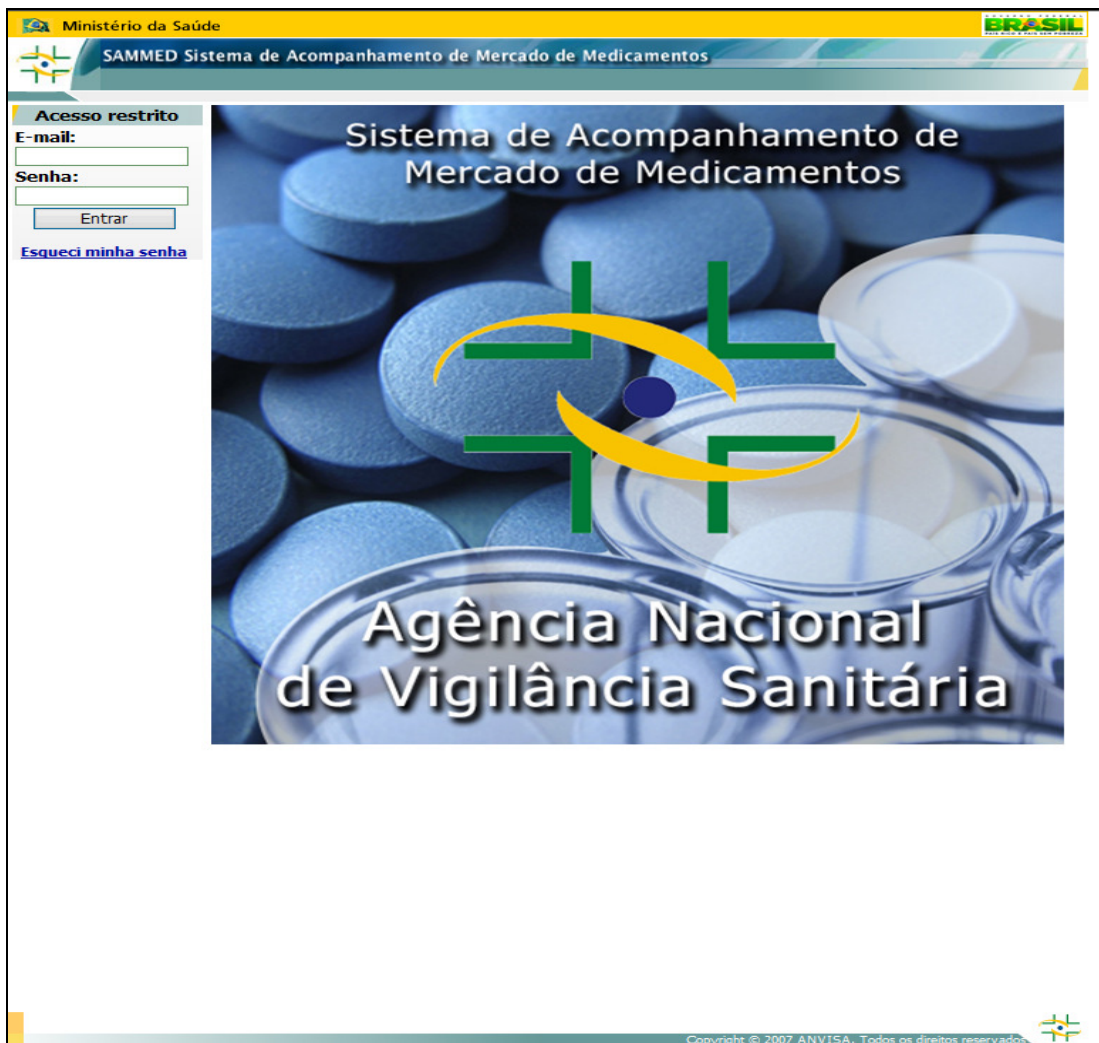 Ministério da Saúde
BRASIL
SAMMED Sistema de Acompanhamento de Mercado de Medicamentos
Acesso restrito
E-mail:
Senha:
Entrar
Esqueci minha senha
Sistema de Acompanhamento de
Mercado de Medicamentos
Agência Nacional
de Vigilância Sanitária
Copyright © 2007 ANVISA. Todos os direitos reservados